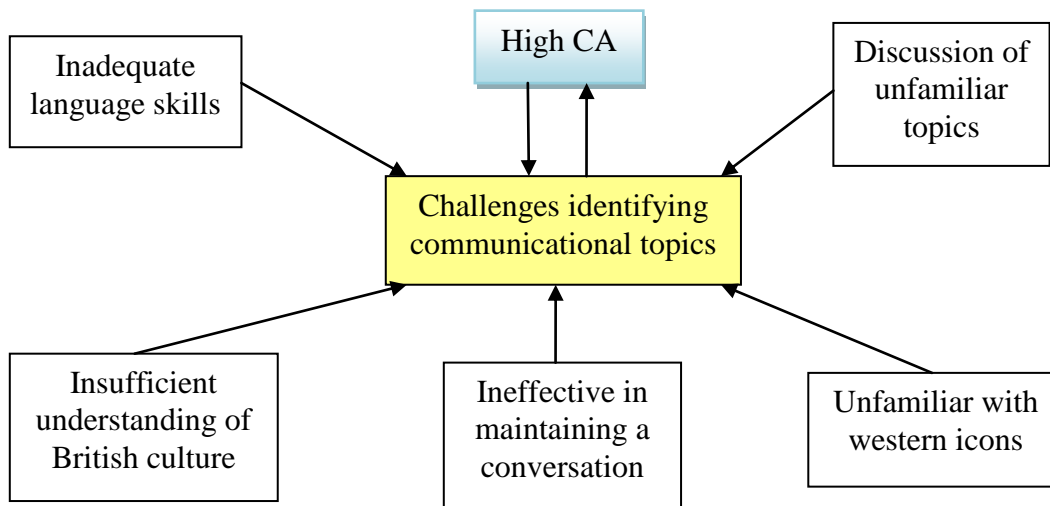 High CA
Inadequate
language skills
Discussion of
unfamiliar
topics
Challenges identifying
communicational topics
Insufficient
understanding of
British culture
Ineffective in
maintaining a
conversation
Unfamiliar with
western icons